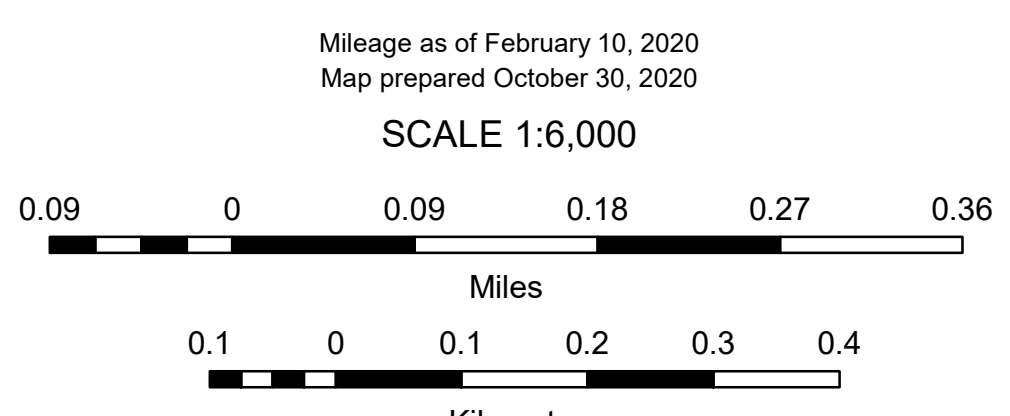 Mileage as of February 10, 2020
Map prepared October 30, 2020
SCALE 1:6,000
0.09 0 0.09 0.18 0.27 0.36
Miles
0.1 0 0.1 0.2 0.3 0.4